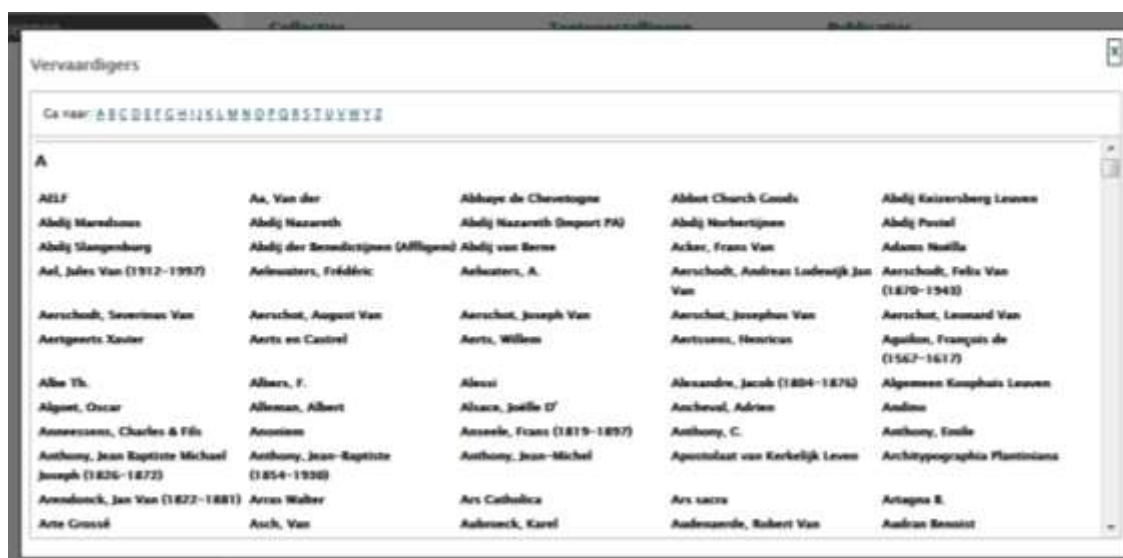 Collecties Tentoonstellingen Publicaties
Vervaardigers
X
Ga naar: A B C D E F G H I J K L M N O P Q R S T U V W Y Z
A
AELF Aa, Van der Abbaye de Chevetogne Abbot Church Goods Abdij Keizersberg Leuven
Abdij Maredsous Abdij Nazareth Abdij Nazareth (Import PA) Abdij Norbertijnen Abdij Postel
Abdij Slangenburg Abdij der Benedictijnen (Affligem) Abdij van Berne Acker, Frans Van Adams Noëlla
Ael, Jules Van (1912-1997) Aelewaters, Frédéric Aelwaters, A. Aerschodt, Andreas Lodewijk Jan Aerschodt, Felix Van
Van (1870-1943)
Aerschodt, Severinus Van Aerschot, August Van Aerschot, Joseph Van Aerschot, Josephus Van Aerschot, Leonard Van
Aertgeerts Xavier Aerts en Castrel Aerts, Willem Aertssens, Henricus Aguilon, François de
(1567-1617)
Albe Th. Albers, F. Alessi Alexandre, Jacob (1804-1876) Algemeen Koophuis Leuven
Algoet, Oscar Alleman, Albert Alsace, Joëlle D' Ancheval, Adrien Andino
Anneessens, Charles & Fils Anoniem Anseele, Frans (1819-1897) Anthony, C. Anthony, Emile
Anthony, Jean Baptiste Michael Anthony, Jean-Baptiste Anthony, Jean-Michel Apostolaat van Kerkelijk Leven Architypographia Plantiniana
Joseph (1826-1872) (1854-1930)
Arendonck, Jan Van (1822-1881) Arras Walter Ars Catholica Ars sacra Artagna B.
Arte Grossé Asch, Van Aubroeck, Karel Audenaerde, Robert Van Audran Benoist